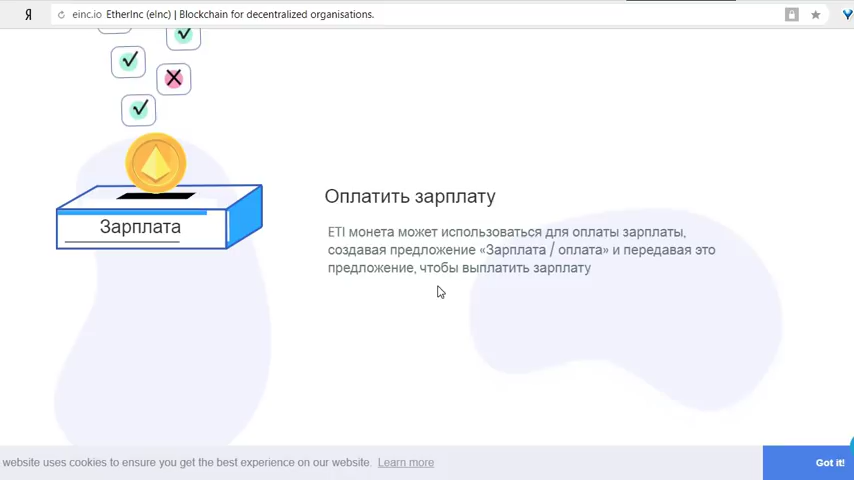 Я
einc.io EtherInc (eInc) | Blockchain for decentralized organisations.
Зарплата
Оплатить зарплату
ETI монета может использоваться для оплаты зарплаты,
создавая предложение «Зарплата / оплата» и передавая это
предложение, чтобы выплатить зарплату
website uses cookies to ensure you get the best experience on our website. Learn more
Got it!